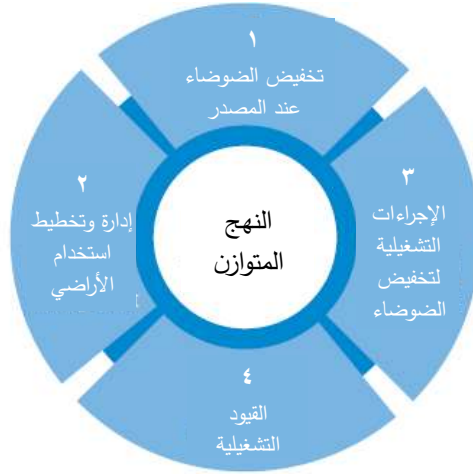 ١
تخفيض الضوضاء
عند المصدر
٢
إدارة وتخطيط
استخدام
الأراضي
٣
الإجراءات
التشغيلية
لتخفيض
الضوضاء
٤
القيود
التشغيلية
النهج
المتوازن